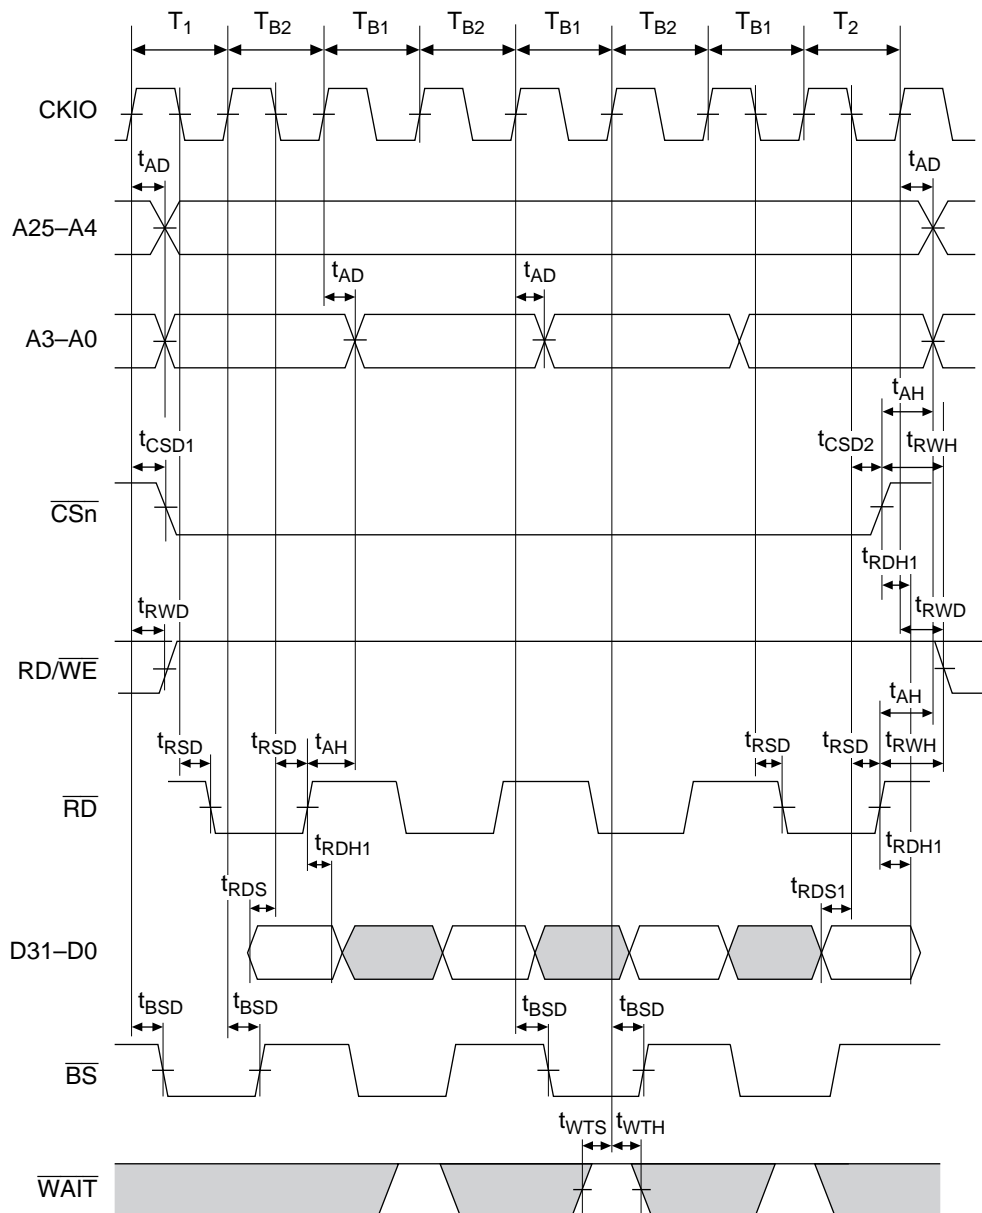 T1 TB2 TB1 TB2 TB1 TB2 TB1 T2
CKIO
tAD tAD
A25–A4
tAD tAD
A3–A0
tAH
tCSD1 tCSD2 tRWH
CSn
tRDH1
tRWD tRWD
RD/WE
tAH
tRSD tRSD tAH tRSD tRSD tRWH
RD
tRDH1 tRDH1
tRDS tRDS1
D31–D0
tBSD tBSD tBSD tBSD
BS
tWTS tWTH
WAIT